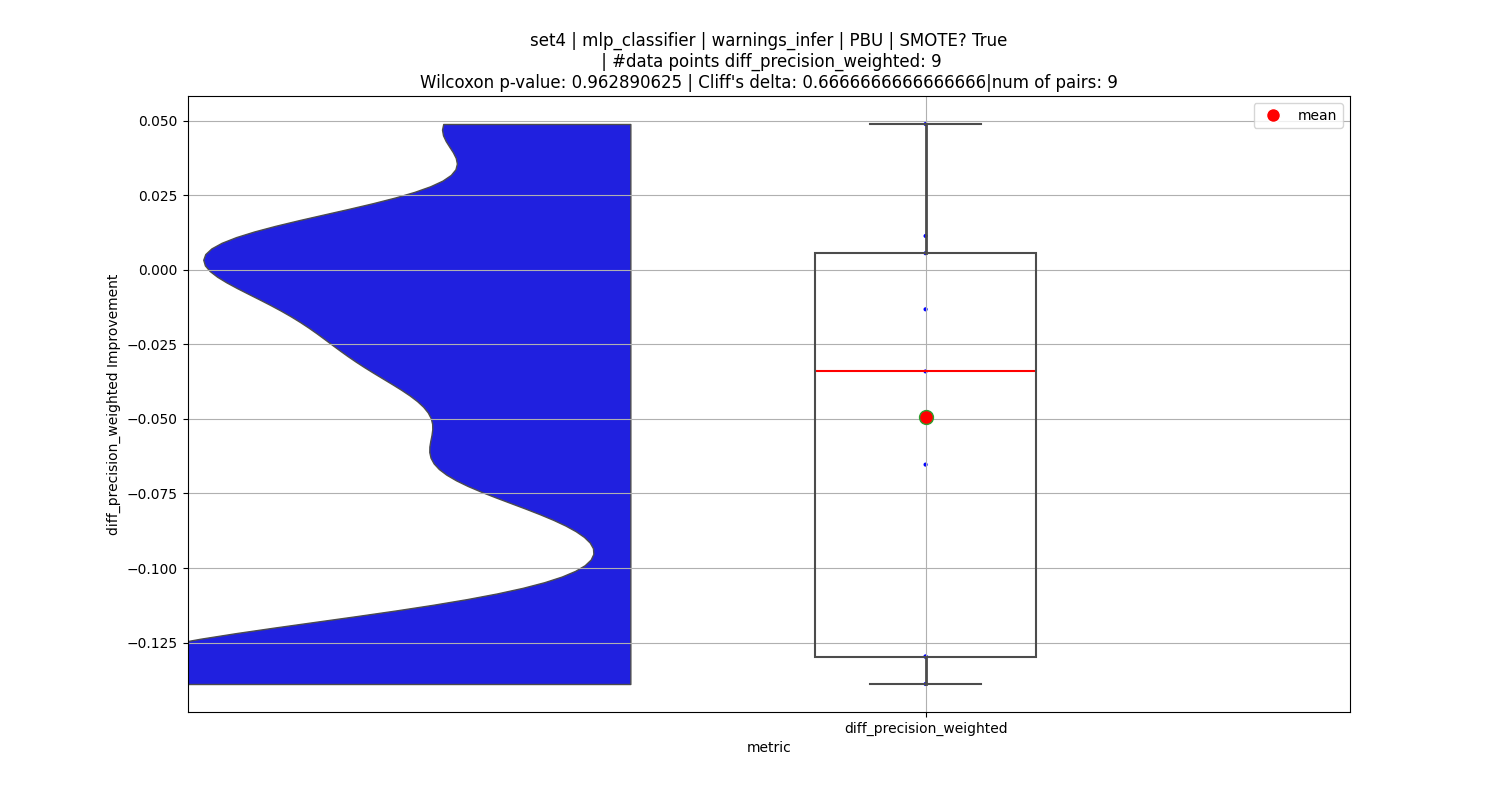 set4 | mlp_classifier | warnings_infer | PBU | SMOTE? True
| #data points diff_precision_weighted: 9
Wilcoxon p-value: 0.962890625 | Cliff's delta: 0.6666666666666666|num of pairs: 9
mean
0.050
0.025
0.000
−0.025
−0.050
−0.075
−0.100
−0.125
diff_precision_weighted Improvement
diff_precision_weighted
metric